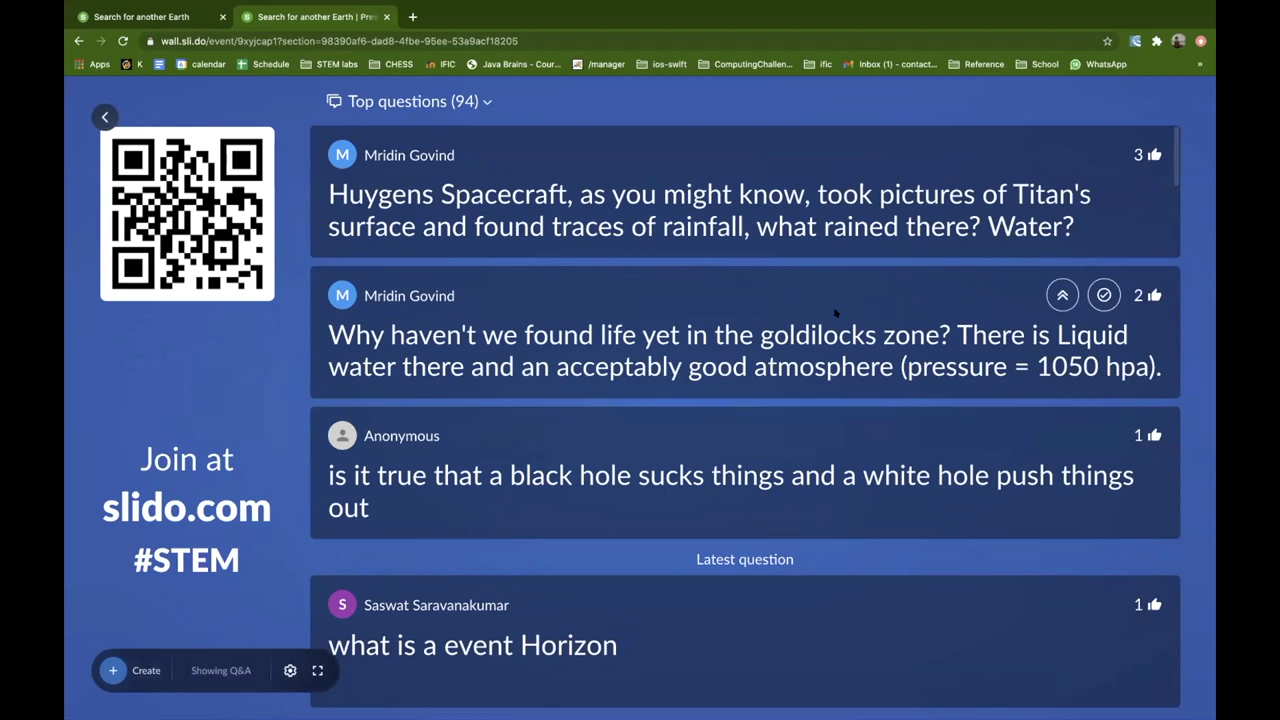 Search for another Earth
Search for another Earth | Pres
wall.sli.do/event/9xyjcap1?section=98390af6-dad8-4fbe-95ee-53a9acf18205
Apps K calendar Schedule STEM labs CHESS IFIC Java Brains - Cour... /manager ios-swift ComputingChallen... ific Inbox (1) - contact... Reference School WhatsApp »
Top questions (94)
M Mridin Govind 3
Huygens Spacecraft, as you might know, took pictures of Titan's
surface and found traces of rainfall, what rained there? Water?
M Mridin Govind 2
Why haven't we found life yet in the goldilocks zone? There is Liquid
water there and an acceptably good atmosphere (pressure = 1050 hpa).
Anonymous 1
is it true that a black hole sucks things and a white hole push things
out
Latest question
S Saswat Saravanakumar 1
what is a event Horizon
Join at
slido.com
#STEM
Create Showing Q&A